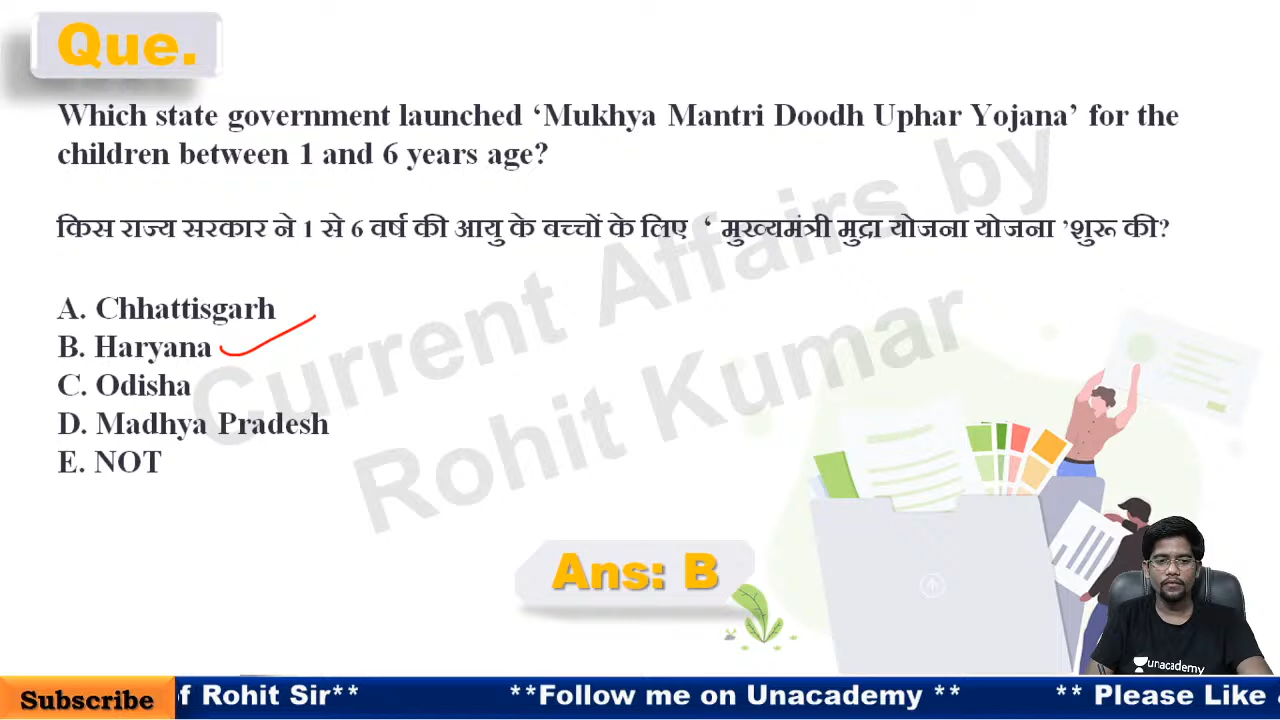 Que.
Which state government launched ‘Mukhya Mantri Doodh Uphar Yojana’ for the
children between 1 and 6 years age?
किस राज्य सरकार ने 1 से 6 वर्ष की आयु के बच्चों के लिए ‘ मुख्यमंत्री मुद्रा योजना योजना ’शुरू की?
A. Chhattisgarh
B. Haryana
C. Odisha
D. Madhya Pradesh
E. NOT
Current Affairs by
Rohit Kumar
Ans: B
unacademy
Subscribe
of Rohit Sir** **Follow me on Unacademy ** ** Please Like